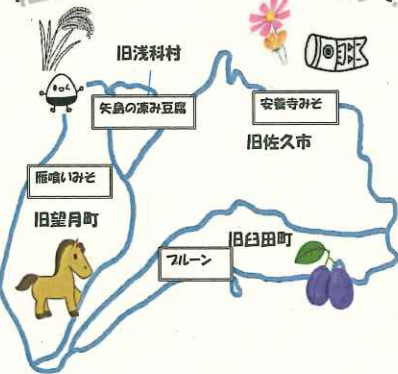 旧浅科村
矢島の凍み豆腐
安養寺みそ
旧佐久市
雁喰いみそ
旧望月町
旧臼田町
プルーン